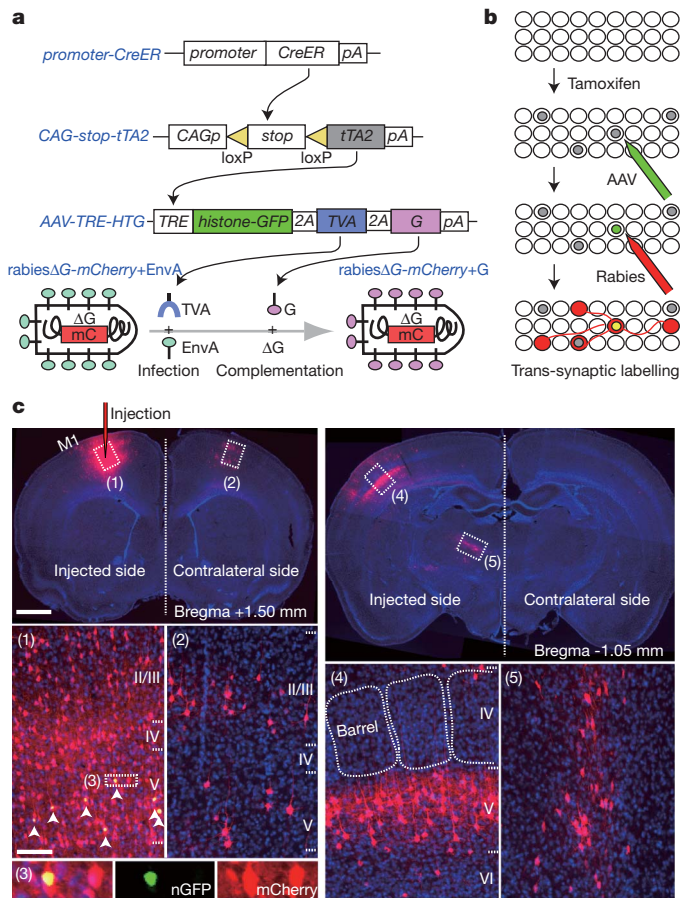 a
promoter-CreER
promoter CreER pA
CAG-stop-tTA2
CAGp stop tTA2 pA
loxP loxP
AAV-TRE-HTG
TRE histone-GFP 2A TVA 2A G pA
rabiesΔG-mCherry+EnvA
rabiesΔG-mCherry+G
ΔG
mC
TVA
+
EnvA
Infection
G
+
ΔG
Complementation
ΔG
mC
b
Tamoxifen
AAV
Rabies
Trans-synaptic labelling
c
Injection
M1
(1)
(2)
Injected side
Contralateral side
Bregma +1.50 mm
(4)
(5)
Injected side
Contralateral side
Bregma -1.05 mm
(1)
II/III
IV
(3)
V
(2)
II/III
IV
V
(4)
Barrel
IV
V
VI
(5)
(3)
nGFP
mCherry